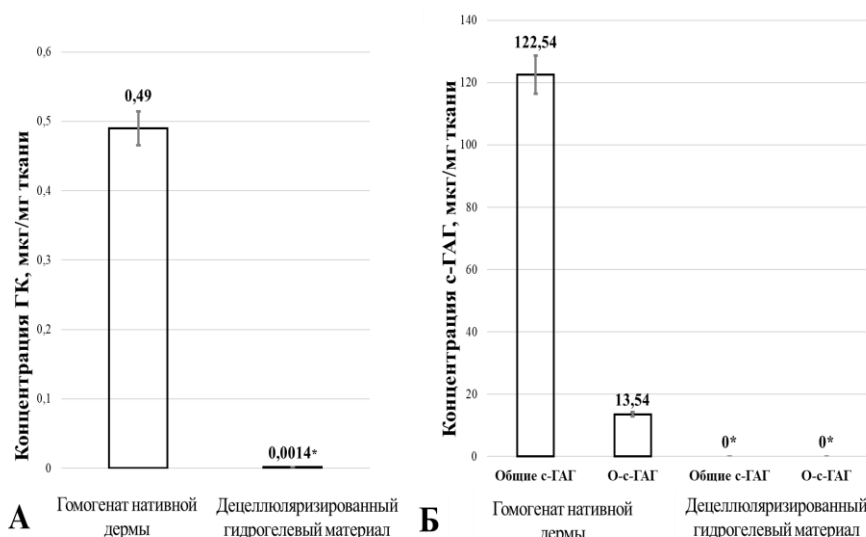 Концентрация ГК, мкг/мг ткани
0,6
0,5
0,4
0,3
0,2
0,1
0
0,49
0,0014*
Гомогенат нативной
дермы
Децеллюляризированный
гидрогелевый материал
А
Концентрация с-ГАГ, мкг/мг ткани
140
120
100
80
60
40
20
0
122,54
13,54
0*
0*
Общие с-ГАГ
О-с-ГАГ
Общие с-ГАГ
О-с-ГАГ
Гомогенат нативной
дермы
Децеллюляризированный
гидрогелевый материал
Б